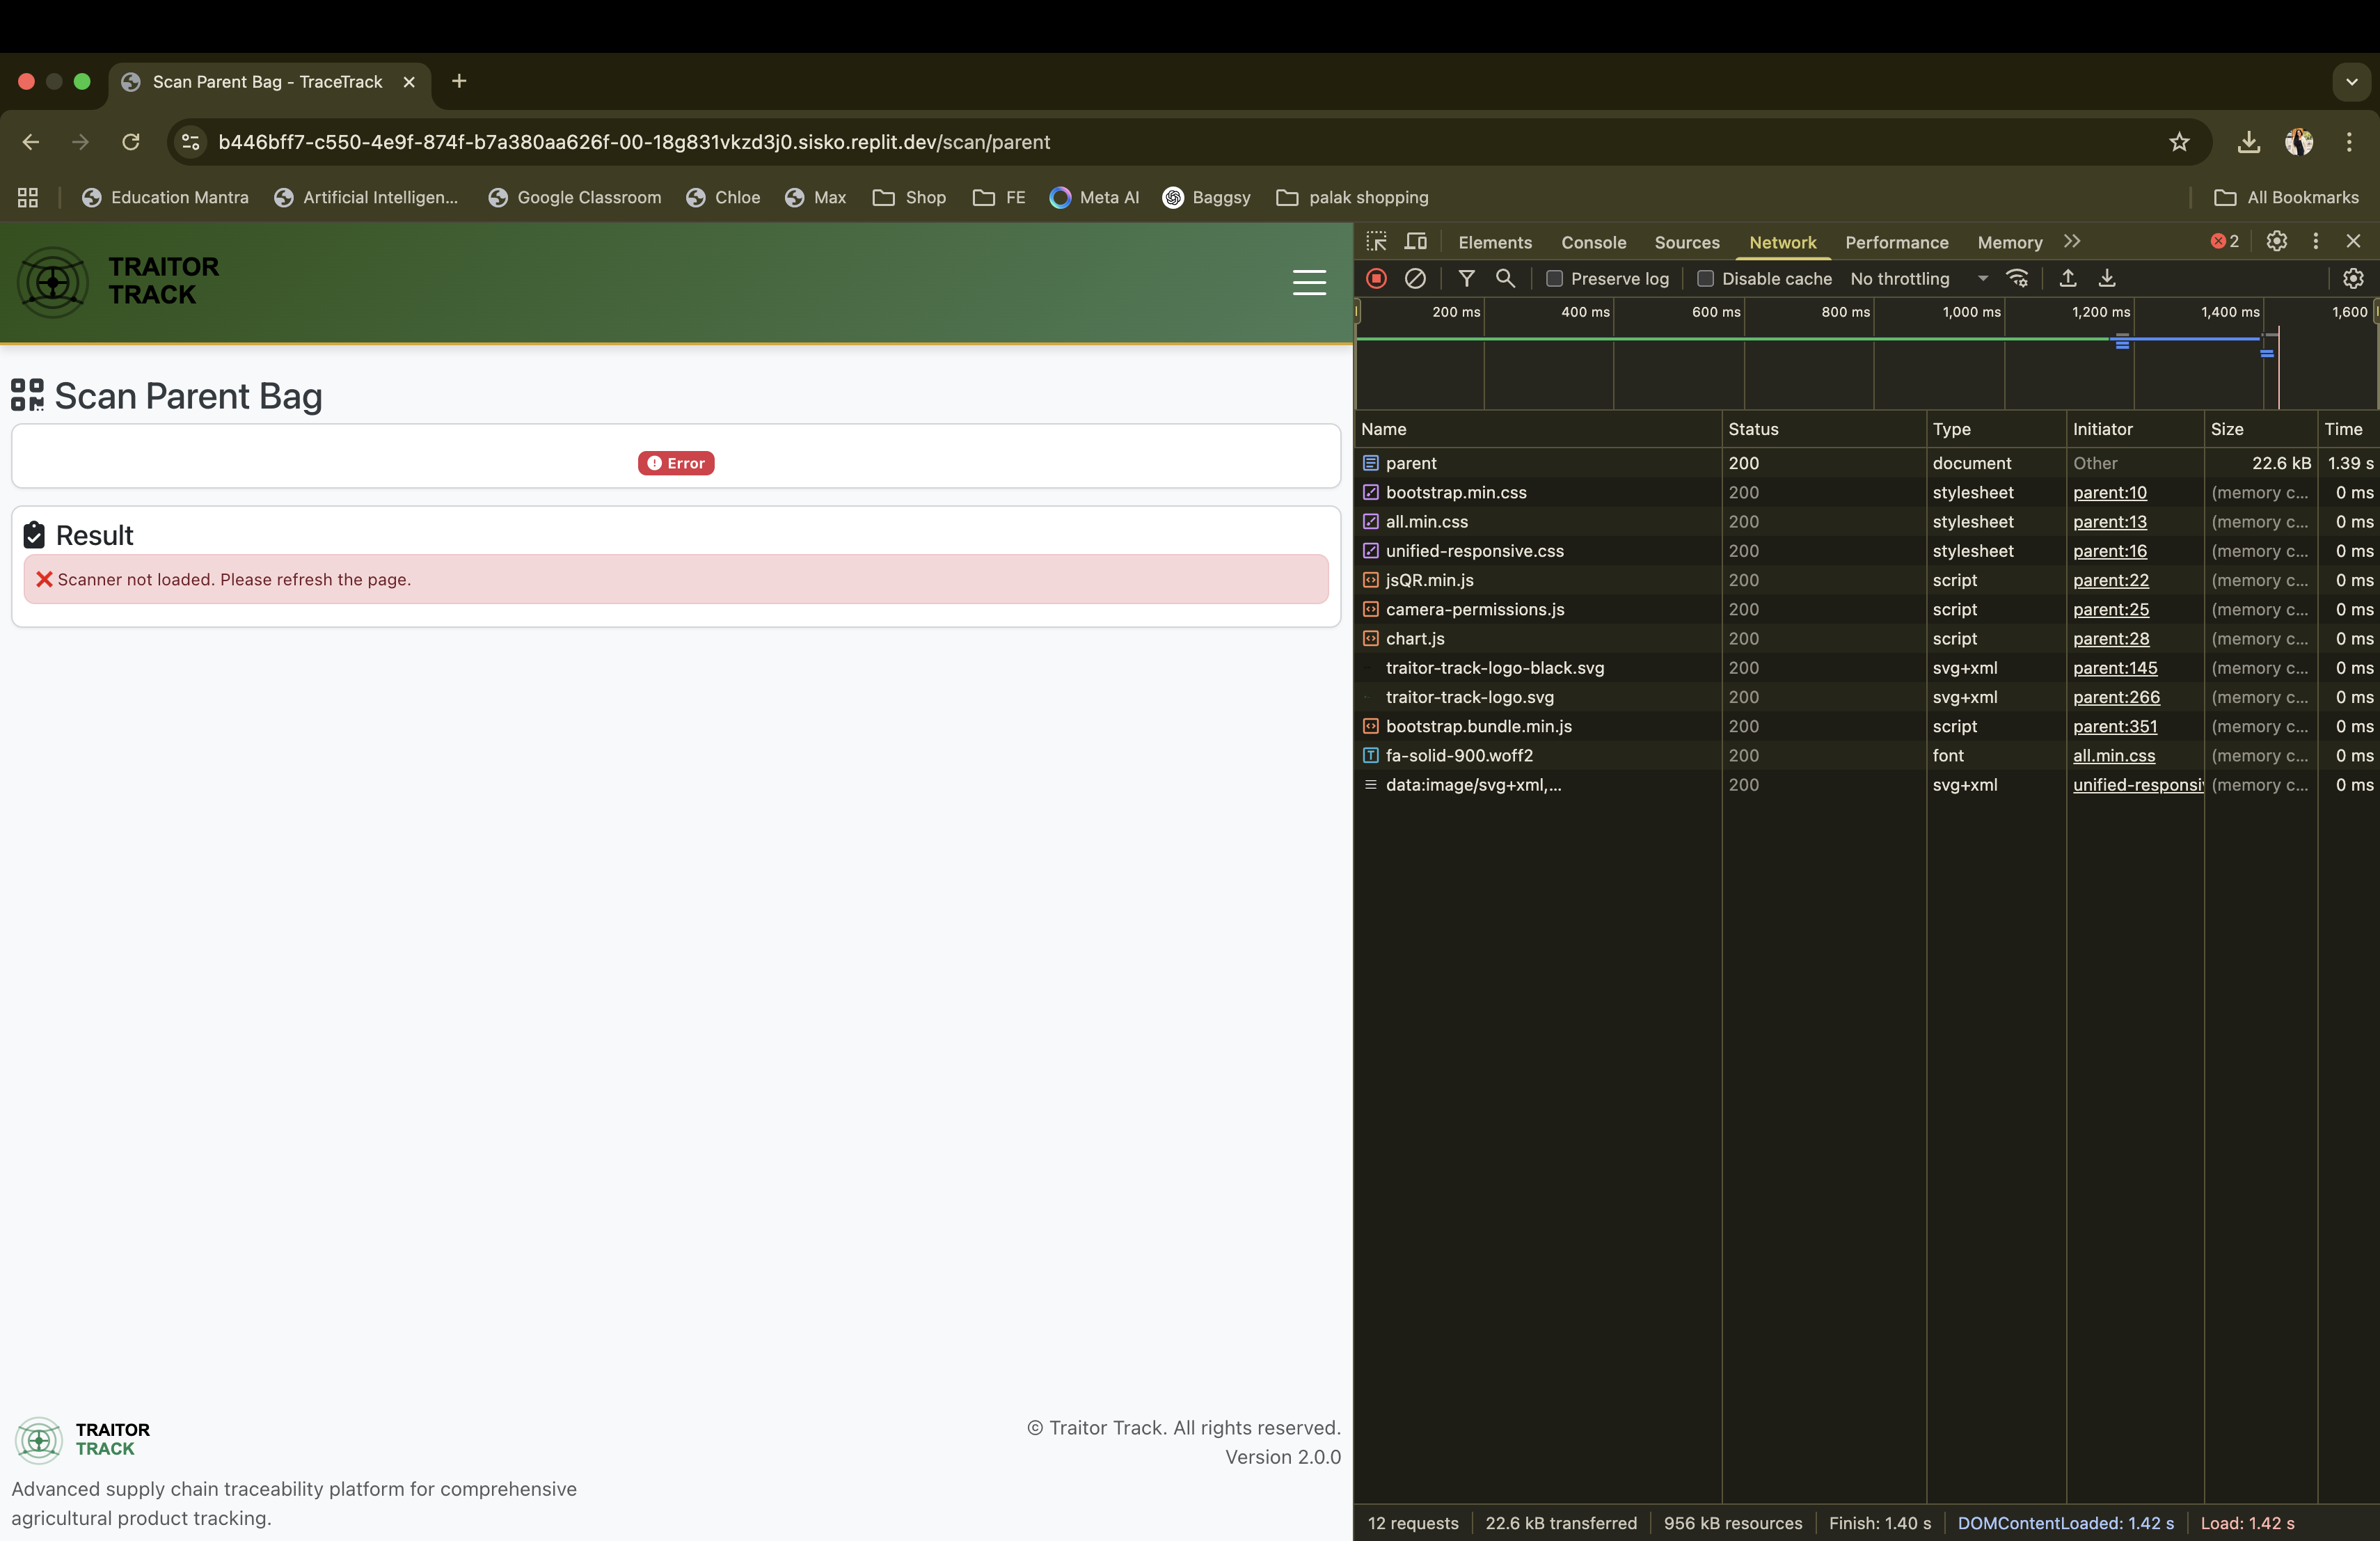 Scan Parent Bag - TraceTrack
b446bff7-c550-4e9f-874f-b7a380aa626f-00-18g831vkzd3j0.sisko.replit.dev/scan/parent
Education Mantra Artificial Intelligen... Google Classroom Chloe Max Shop FE Meta AI Baggsy palak shopping All Bookmarks
TRAITOR
TRACK
Scan Parent Bag
Error
Result
Scanner not loaded. Please refresh the page.
TRAITOR
TRACK
Advanced supply chain traceability platform for comprehensive
agricultural product tracking.
© Traitor Track. All rights reserved.
Version 2.0.0
Elements Console Sources Network Performance Memory 2
Preserve log Disable cache No throttling
200 ms 400 ms 600 ms 800 ms 1,000 ms 1,200 ms 1,400 ms 1,600
Name Status Type Initiator Size Time
parent 200 document Other 22.6 kB 1.39 s
bootstrap.min.css 200 stylesheet parent:10 (memory c... 0 ms
all.min.css 200 stylesheet parent:13 (memory c... 0 ms
unified-responsive.css 200 stylesheet parent:16 (memory c... 0 ms
jsQR.min.js 200 script parent:22 (memory c... 0 ms
camera-permissions.js 200 script parent:25 (memory c... 0 ms
chart.js 200 script parent:28 (memory c... 0 ms
traitor-track-logo-black.svg 200 svg+xml parent:145 (memory c... 0 ms
traitor-track-logo.svg 200 svg+xml parent:266 (memory c... 0 ms
bootstrap.bundle.min.js 200 script parent:351 (memory c... 0 ms
fa-solid-900.woff2 200 font all.min.css (memory c... 0 ms
data:image/svg+xml,... 200 svg+xml unified-responsi (memory c... 0 ms
12 requests 22.6 kB transferred 956 kB resources Finish: 1.40 s DOMContentLoaded: 1.42 s Load: 1.42 s